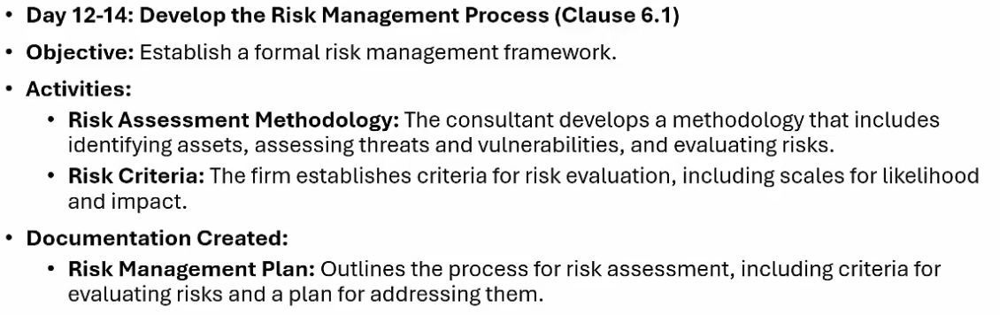 • Day 12-14: Develop the Risk Management Process (Clause 6.1)
• Objective: Establish a formal risk management framework.
• Activities:
• Risk Assessment Methodology: The consultant develops a methodology that includes
identifying assets, assessing threats and vulnerabilities, and evaluating risks.
• Risk Criteria: The firm establishes criteria for risk evaluation, including scales for likelihood
and impact.
• Documentation Created:
• Risk Management Plan: Outlines the process for risk assessment, including criteria for
evaluating risks and a plan for addressing them.